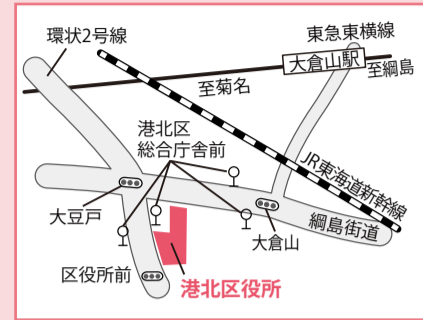 環状2号線
東急東横線
大倉山駅
至綱島
至菊名
港北区
総合庁舎前
JR東海道新幹線
大豆戸
大倉山
綱島街道
区役所前
港北区役所